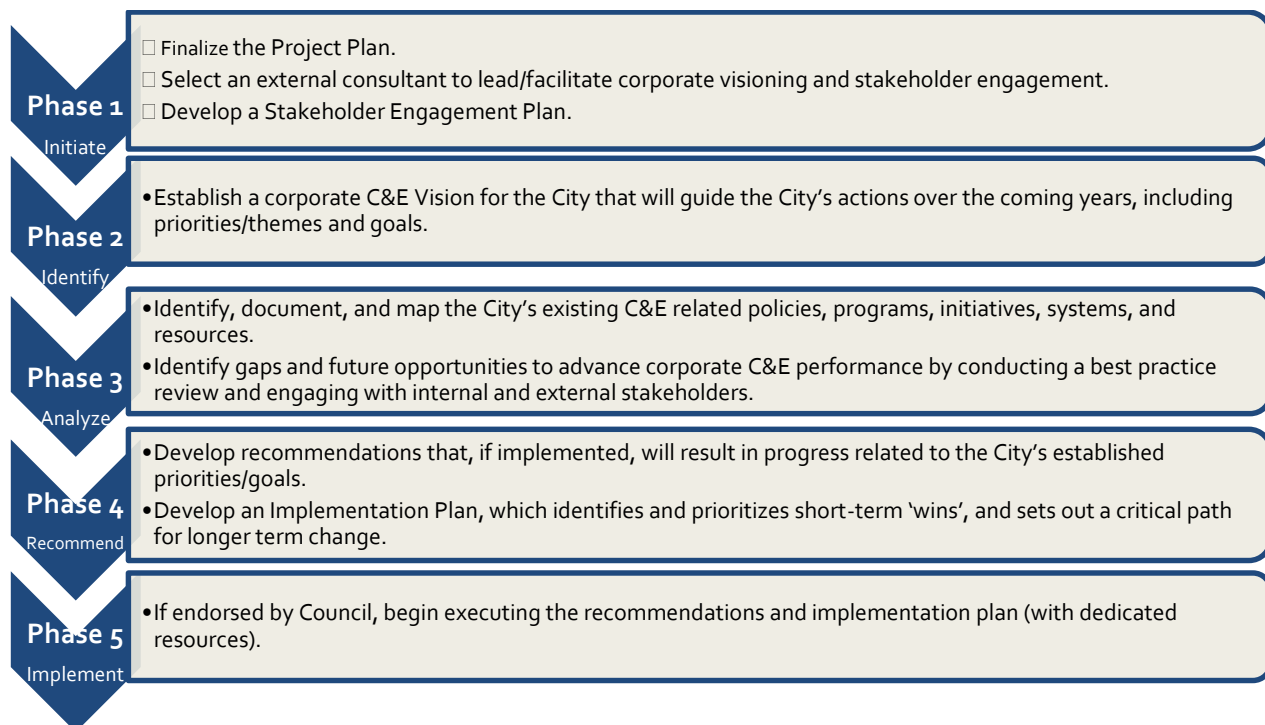 Phase 1
Initiate
□ Finalize the Project Plan.
□ Select an external consultant to lead/facilitate corporate visioning and stakeholder engagement.
□ Develop a Stakeholder Engagement Plan.
Phase 2
Identify
•Establish a corporate C&E Vision for the City that will guide the City’s actions over the coming years, including
priorities/themes and goals.
Phase 3
Analyze
•Identify, document, and map the City’s existing C&E related policies, programs, initiatives, systems, and
resources.
•Identify gaps and future opportunities to advance corporate C&E performance by conducting a best practice
review and engaging with internal and external stakeholders.
Phase 4
Recommend
•Develop recommendations that, if implemented, will result in progress related to the City’s established
priorities/goals.
•Develop an Implementation Plan, which identifies and prioritizes short-term ‘wins’, and sets out a critical path
for longer term change.
Phase 5
Implement
•If endorsed by Council, begin executing the recommendations and implementation plan (with dedicated
resources).